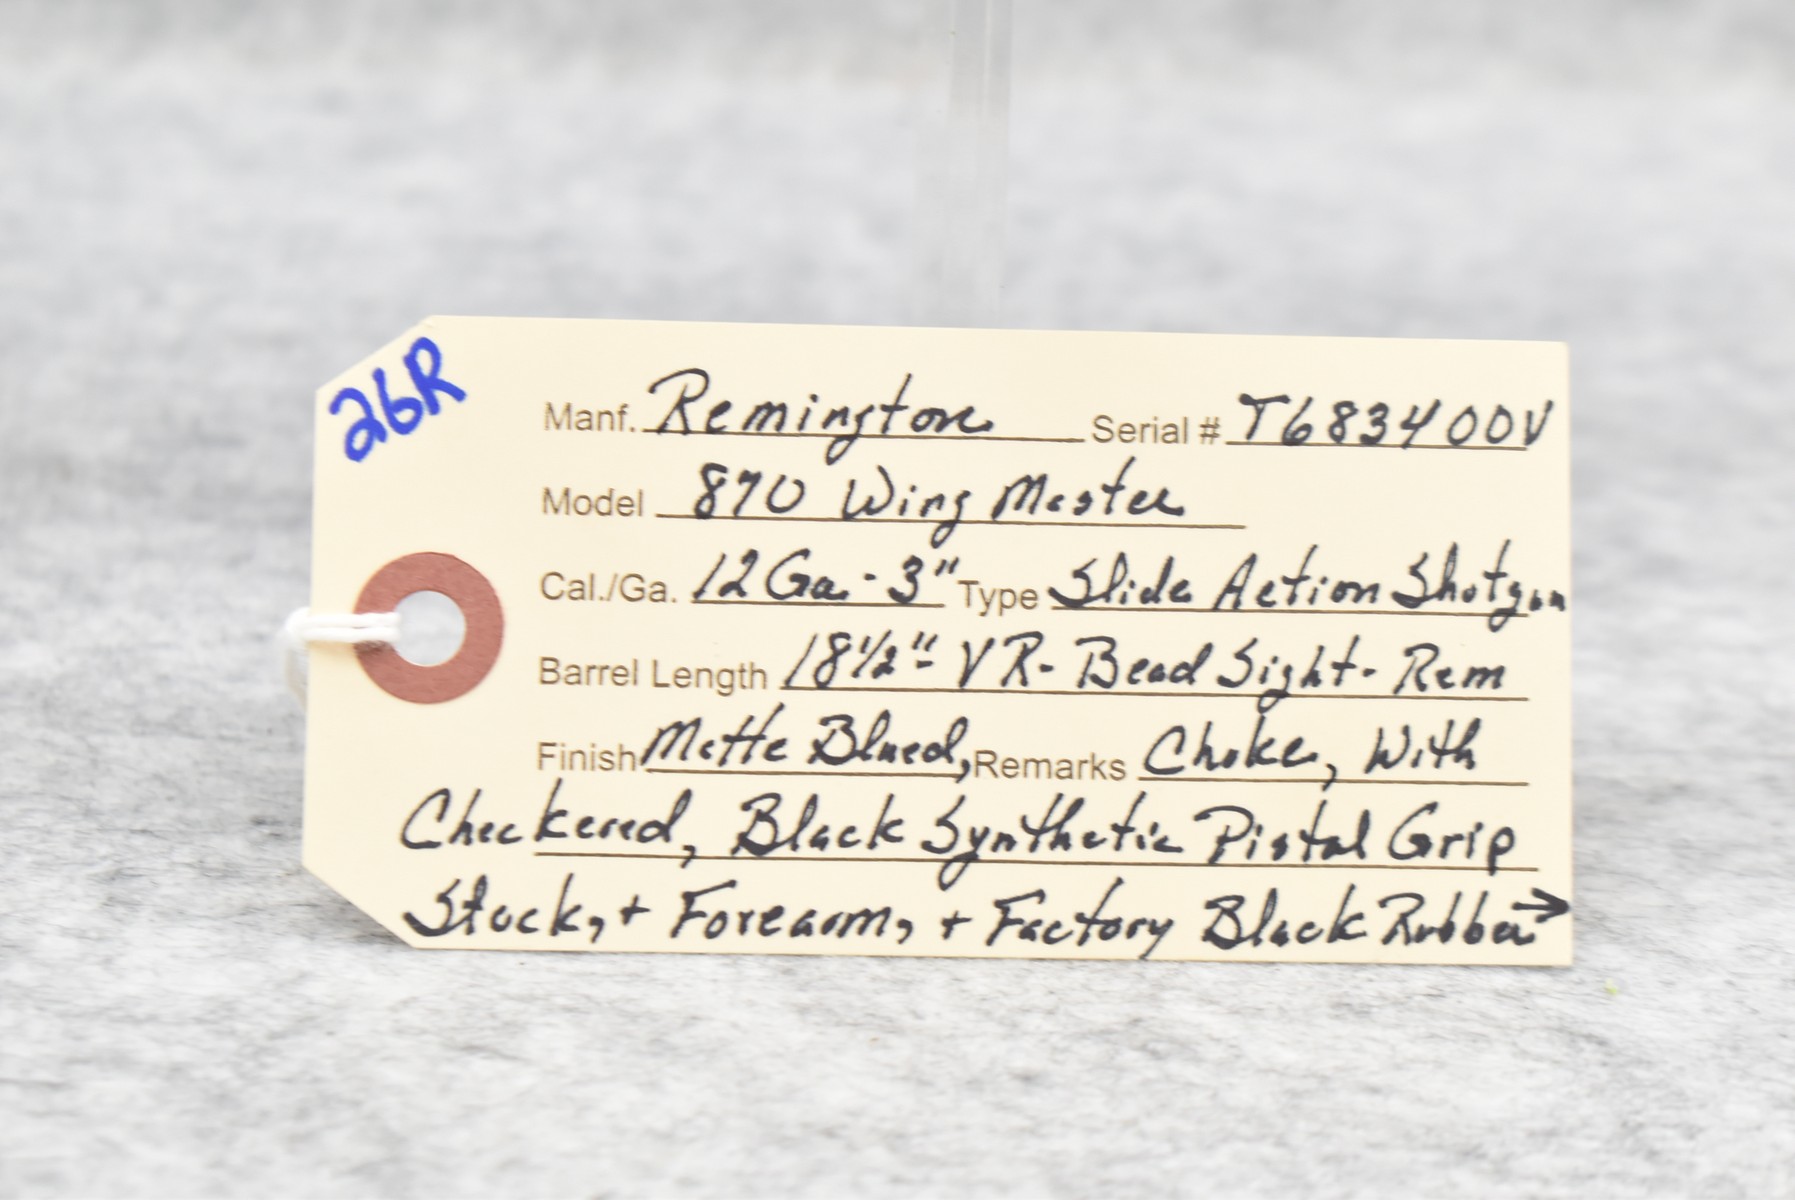 26R
Manf. Remington Serial # T683400V
Model 870 Wing Master
Cal./Ga. 12 Ga. - 3" Type Slide Action Shotgun
Barrel Length 18 1/2" - VR - Bead Sight - Rem
Finish Matte Blued, Remarks Choke, With
Checkered, Black Synthetic Pistol Grip
Stock, + Forearm, + Factory Black Rubber →